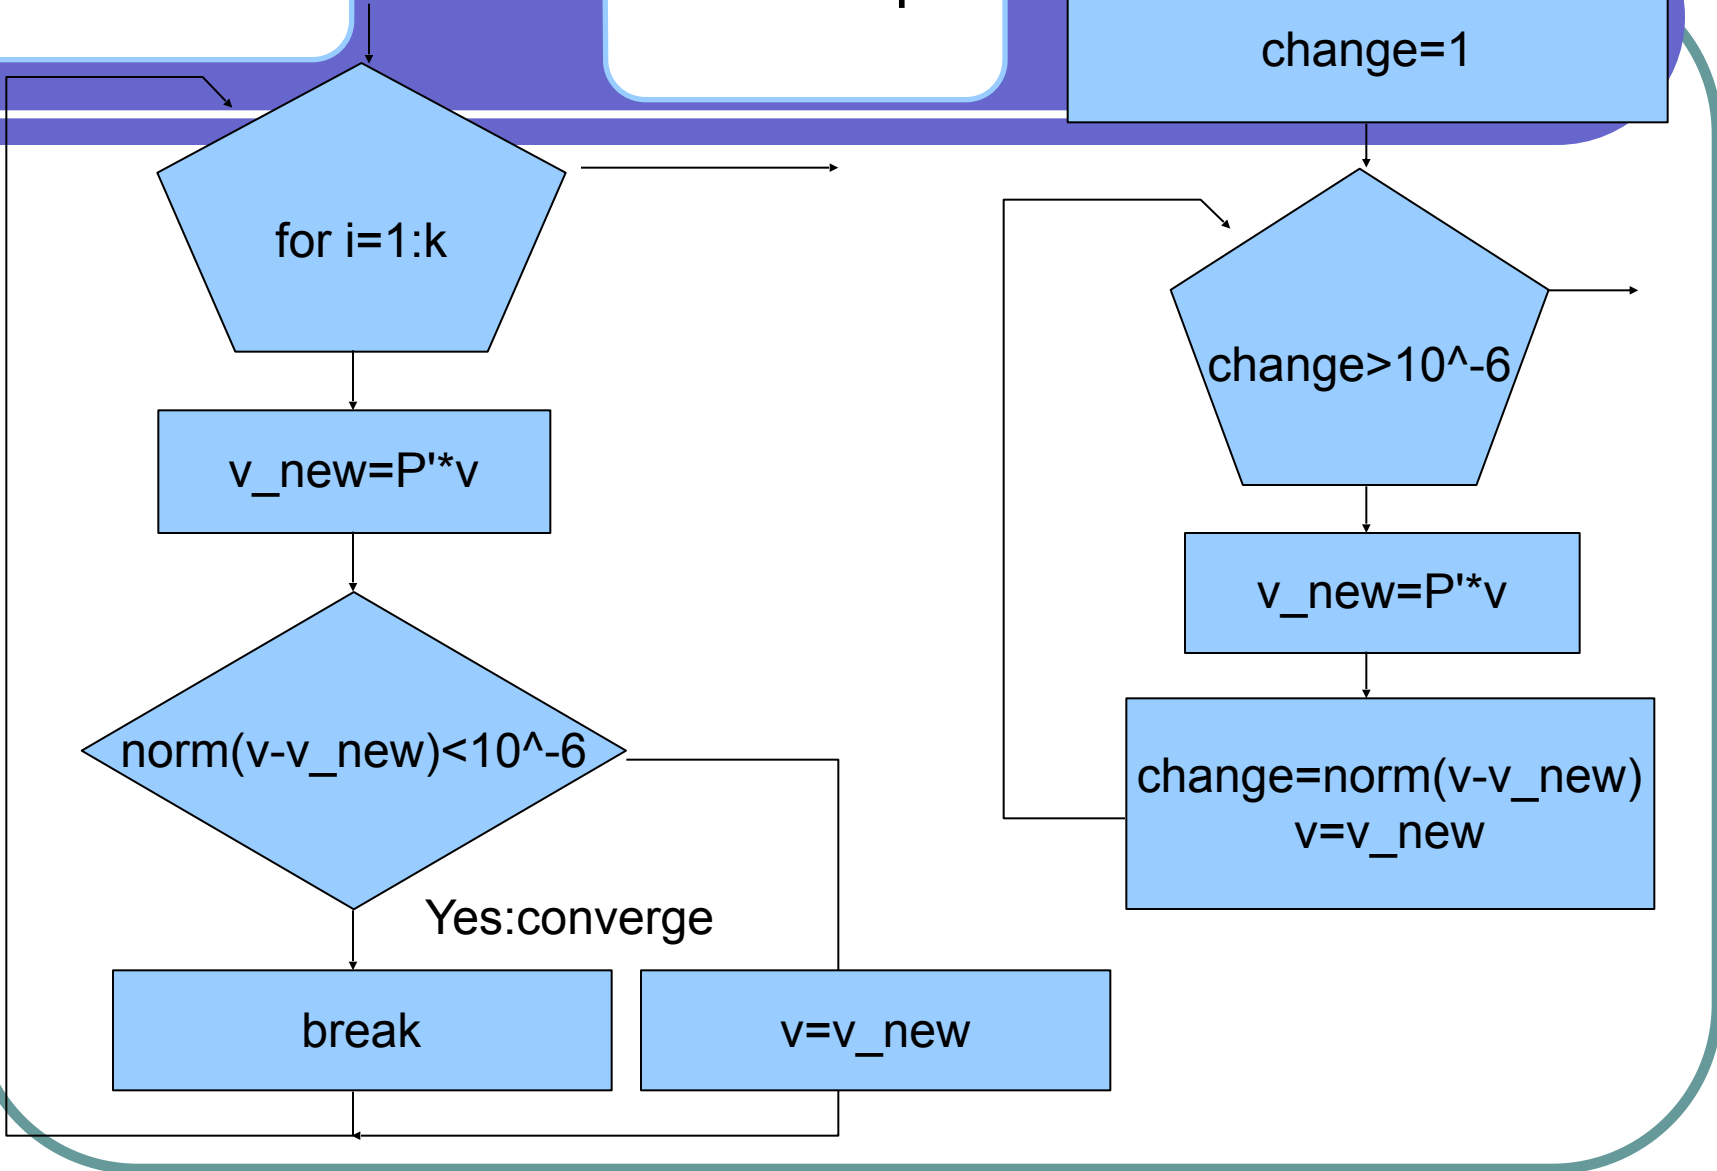 change=1
for i=1:k
change>10^-6
v_new=P'*v
v_new=P'*v
norm(v-v_new)<10^-6
change=norm(v-v_new)
v=v_new
Yes:converge
break
v=v_new